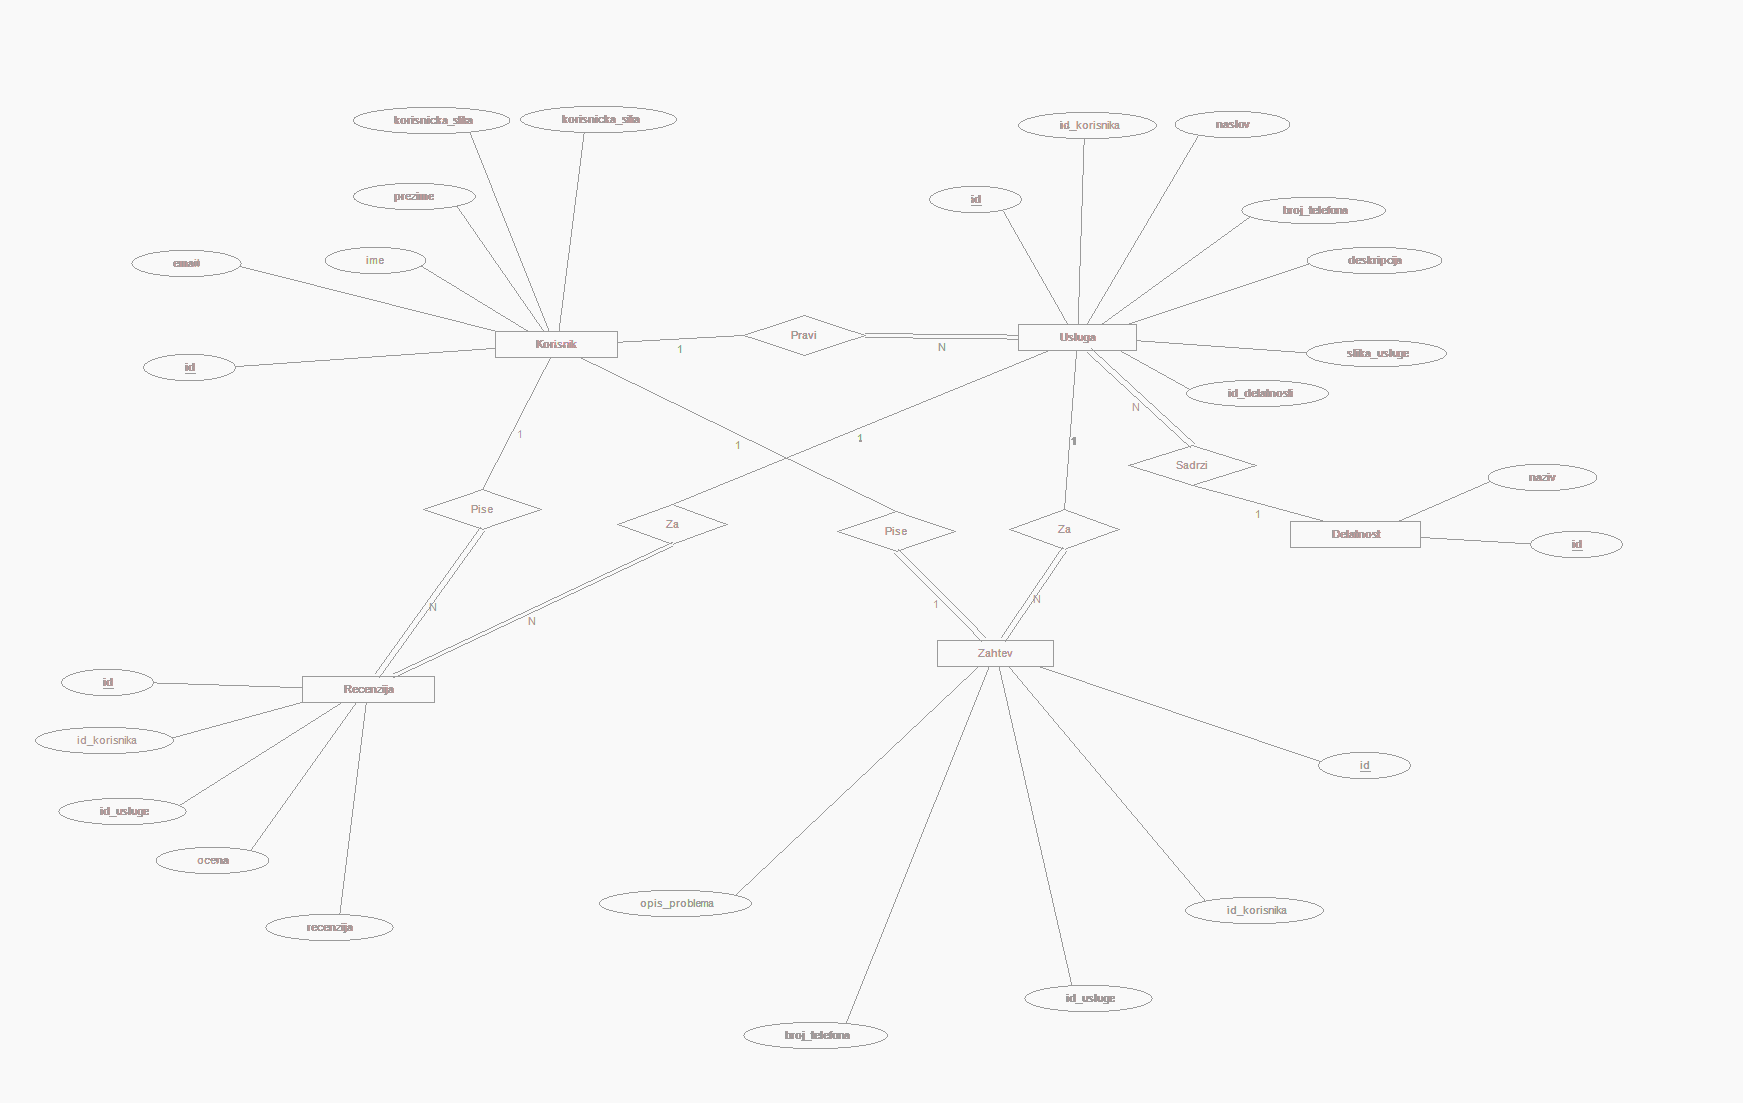 korisnicka_slika
korisnicka_sifia
id_korisnika
naslov
prezime
id
broj_telefona
email
ime
deskripcija
Korisnik
1
Pravi
N
Usluga
slika_usluge
id
id_delatnosti
N
1
1
1
1
Sadrzi
naziv
Pise
Za
Pise
Za
1
Delatnost
id
N
N
1
N
Zahtev
id
Recenzija
id_korisnika
id
id_usluge
ocena
opis_problema
id_korisnika
recenzija
id_usluge
broj_telefona